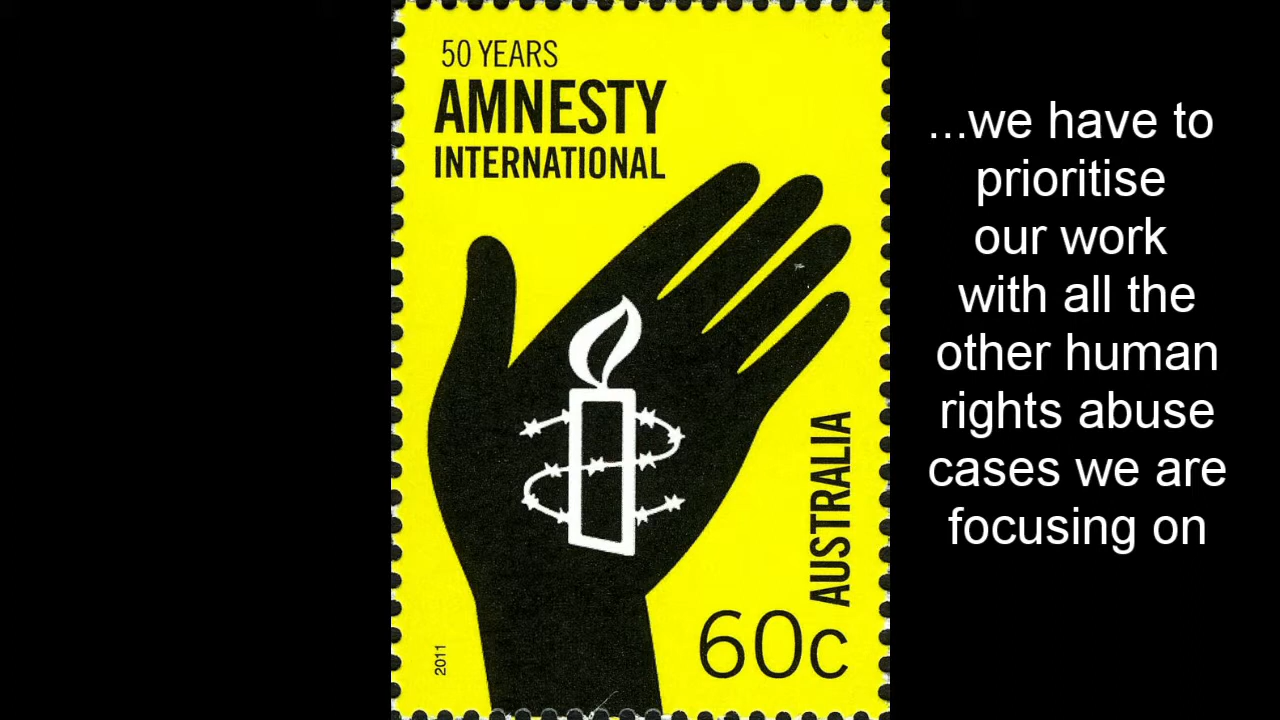 50 YEARS
AMNESTY
INTERNATIONAL
AUSTRALIA
60c
2011
...we have to
prioritise
our work
with all the
other human
rights abuse
cases we are
focusing on